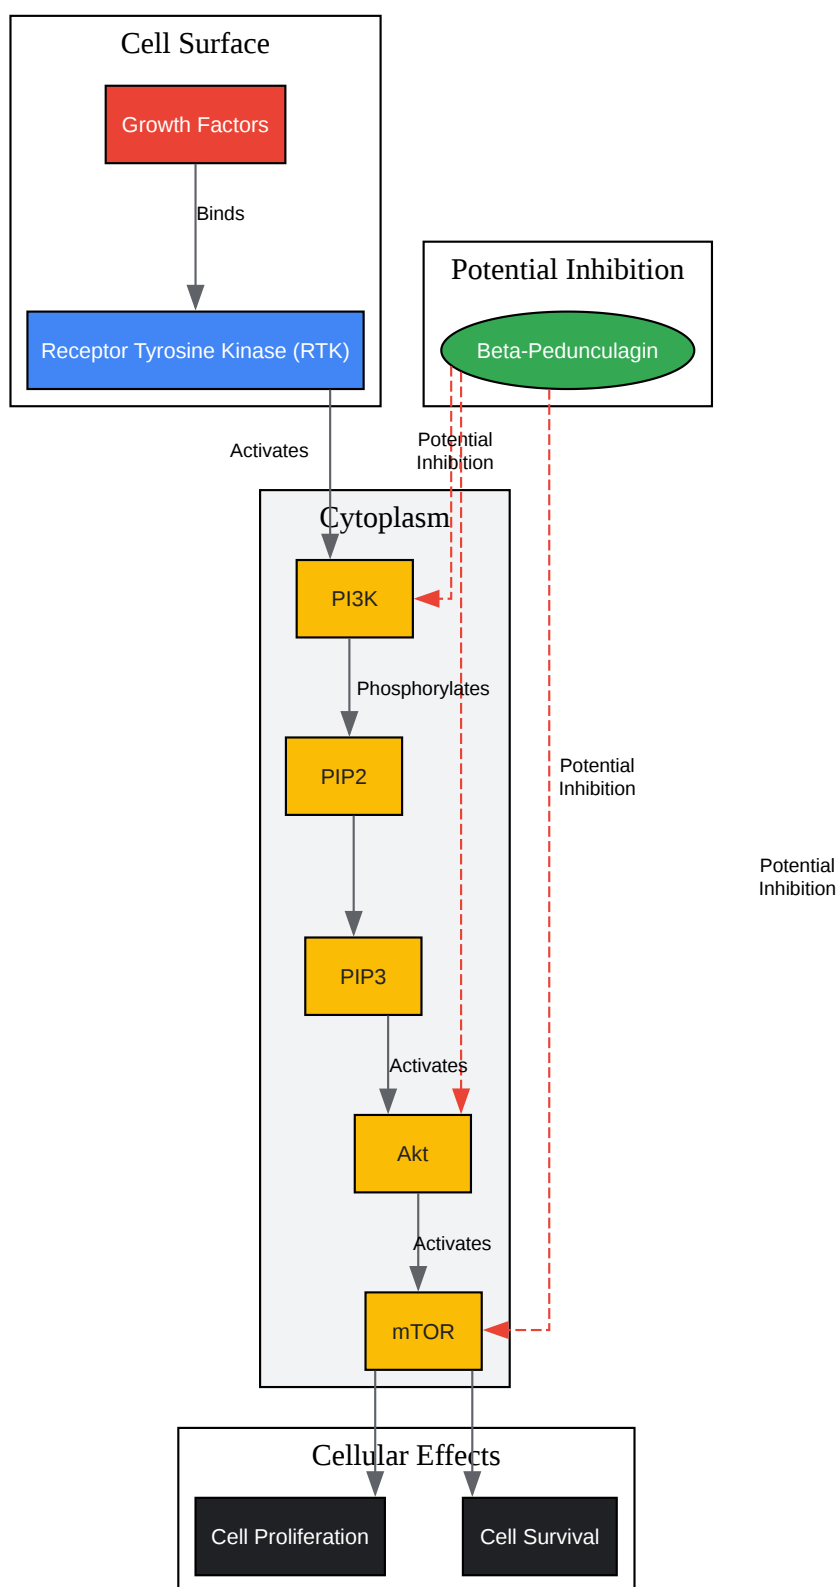 Cell Surface
Growth Factors
Binds
Potential Inhibition
Receptor Tyrosine Kinase (RTK)
Beta-Pedunculagin
Activates
Potential
Inhibition
Cytoplasm
PI3K
Phosphorylates
PIP2
Potential
Inhibition
Potential
Inhibition
PIP3
Activates
Akt
Activates
mTOR
Cellular Effects
Cell Proliferation
Cell Survival